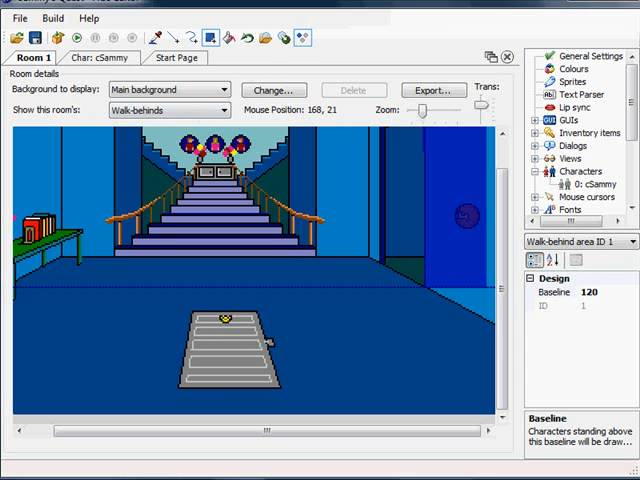 File Build Help
Room 1 Char: cSammy Start Page
Room details
Background to display: Main background Change... Delete Export... Trans:
Show this room's: Walk-behinds Mouse Position: 168, 21 Zoom:
General Settings
Colours
Sprites
Ab| Text Parser
Lip sync
GUI GUIs
Inventory items
Dialogs
Views
Characters
0: cSammy
Mouse cursors
Fonts
Walk-behind area ID 1
Design
Baseline 120
ID 1
Baseline
Characters standing above
this baseline will be draw...